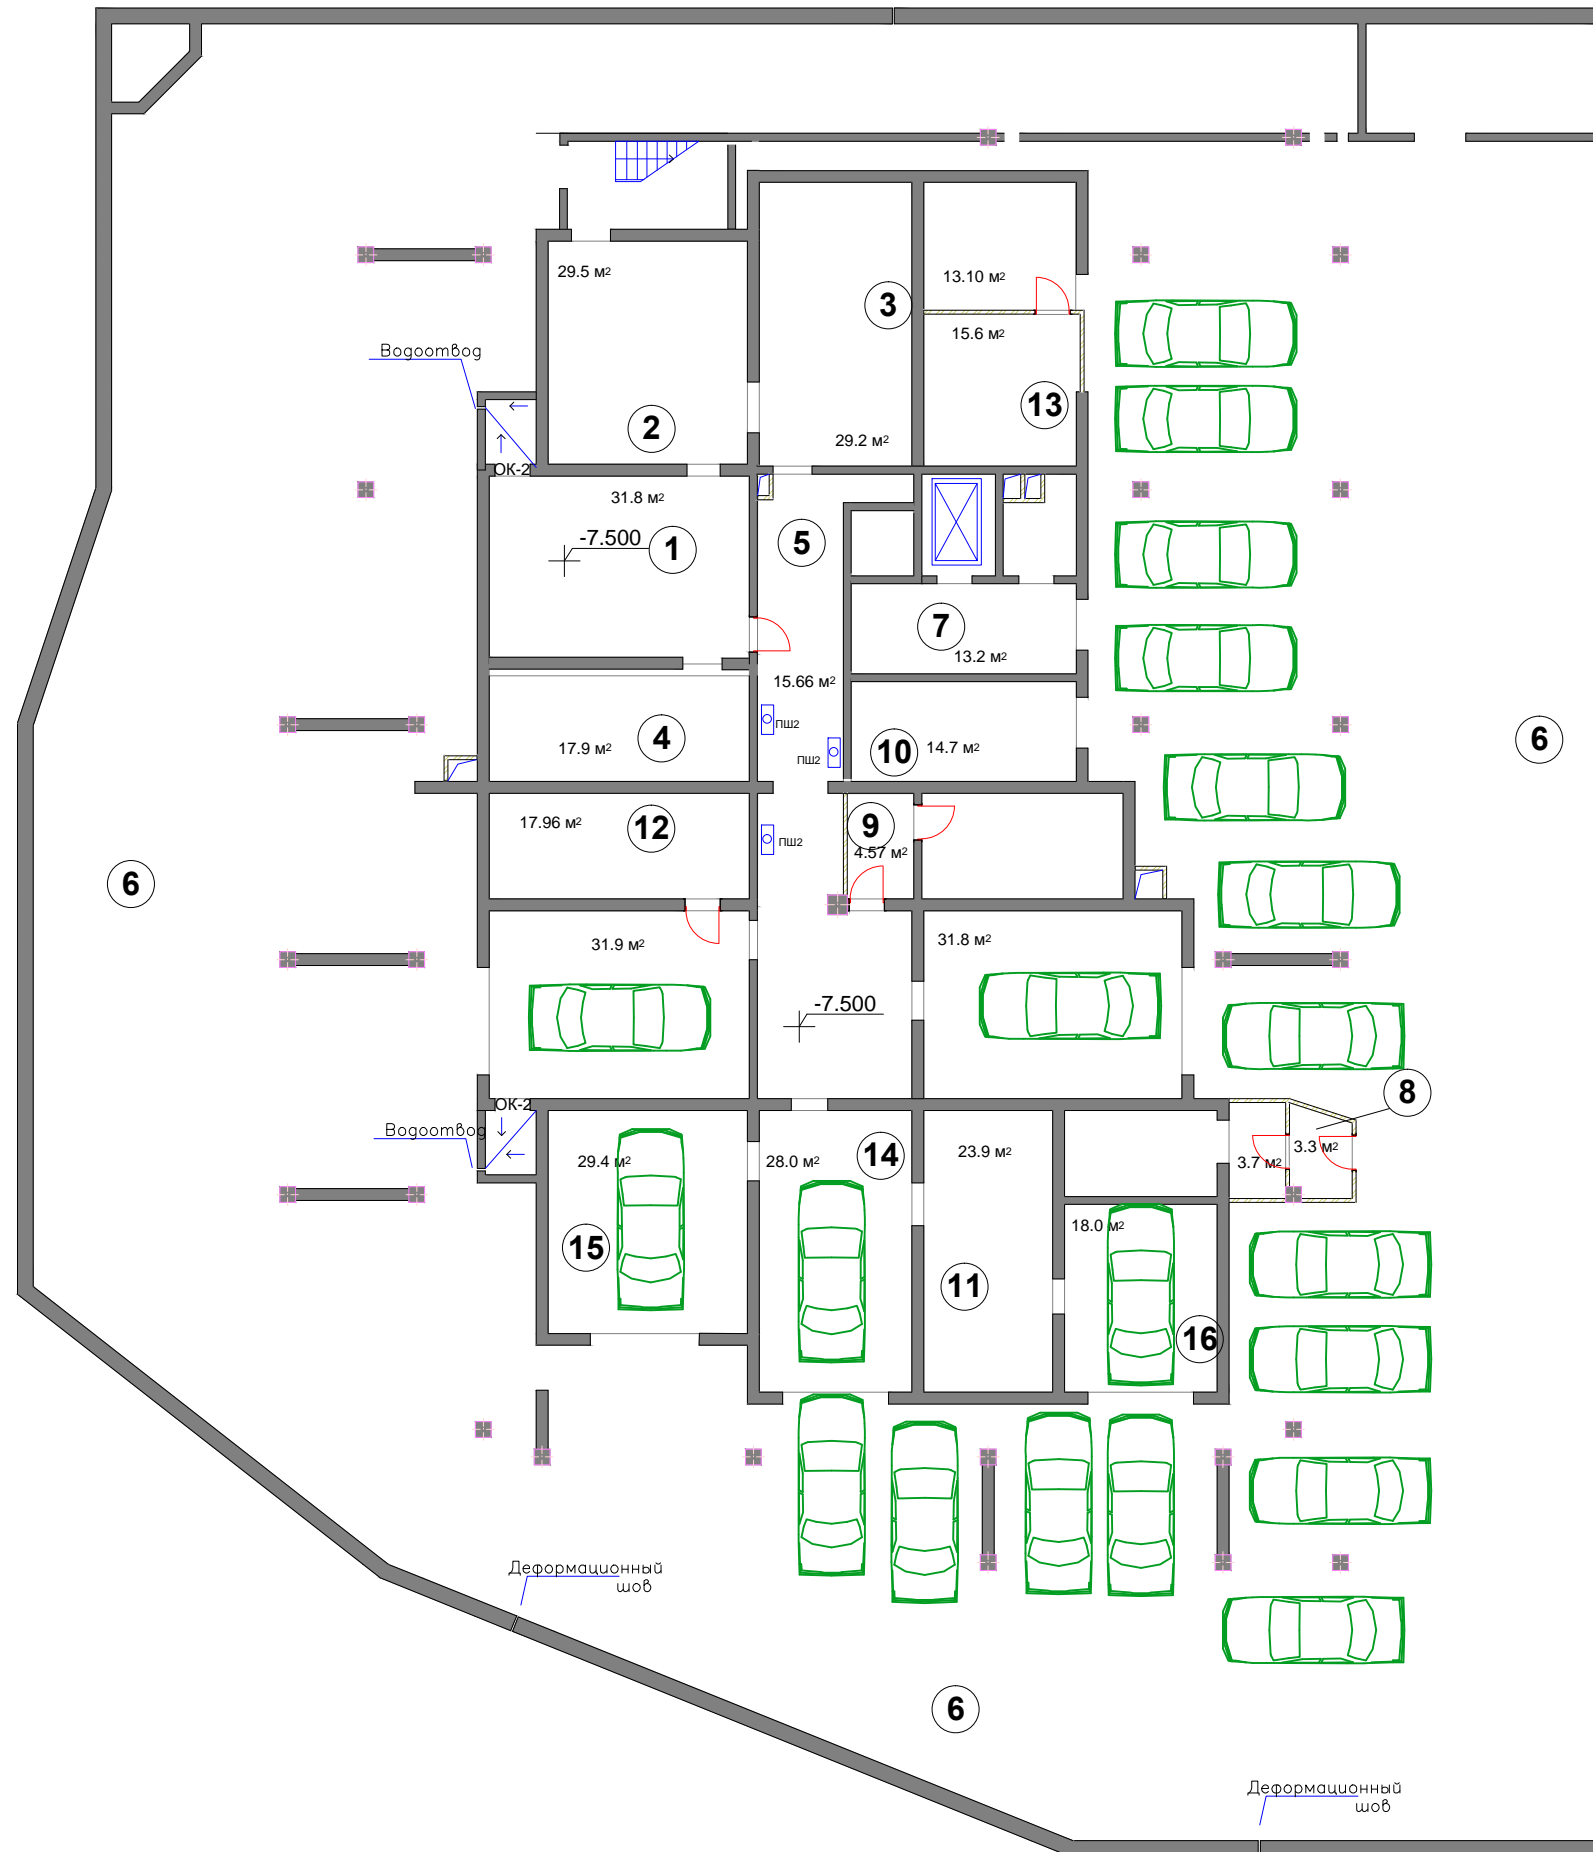 29.5 м²
13.10 м²
3
15.6 м²
Водоотвод
13
2
29.2 м²
ОК-2
31.8 м²
-7.500
1
5
7
13.2 м²
15.66 м²
ПШ2
4
17.9 м²
10
14.7 м²
ПШ2
6
17.96 м²
12
9
ПШ2
4.57 м²
6
31.9 м²
31.8 м²
-7.500
8
ОК-2
Водоотвод
29.4 м²
28.0 м²
14
23.9 м²
3.7 м²
3.3 м²
18.0 м²
15
11
16
Деформационный
шов
6
Деформационный
шов